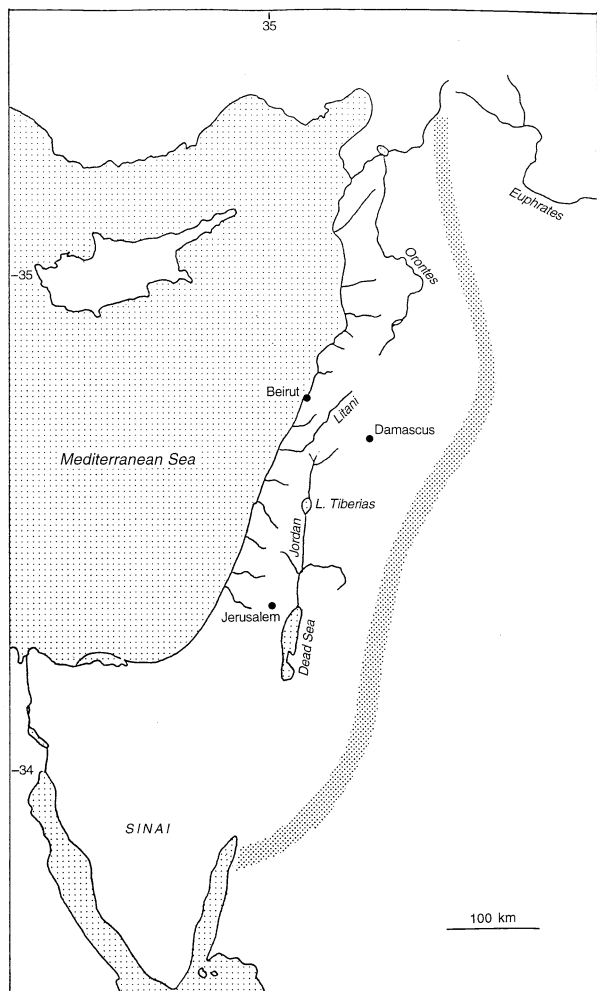 35
Euphrates
Orontes
-35
Beirut
Litani
Damascus
Mediterranean Sea
L. Tiberias
Jordan
Jerusalem
Dead Sea
-34
SINAI
100 km